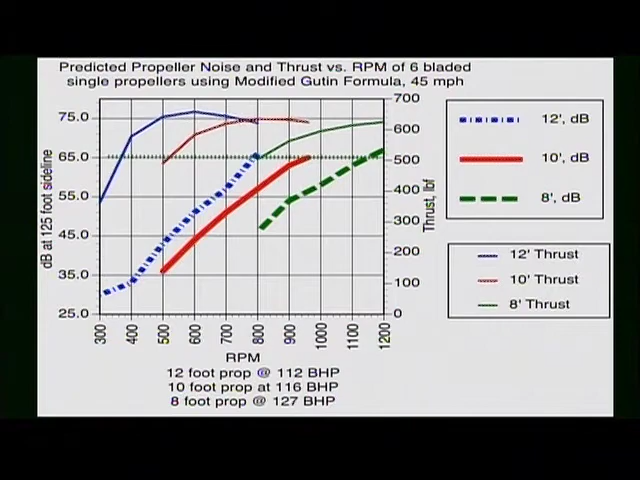 Predicted Propeller Noise and Thrust vs. RPM of 6 bladed
single propellers using Modified Gutin Formula, 45 mph
dB at 125 foot sideline
75.0
65.0
55.0
45.0
35.0
25.0
700
600
500
400
300
200
100
0
Thrust, lbf
300 400 500 600 700 800 900 1000 1100 1200
RPM
12', dB
10', dB
8', dB
12' Thrust
10' Thrust
8' Thrust
12 foot prop @ 112 BHP
10 foot prop at 116 BHP
8 foot prop @ 127 BHP